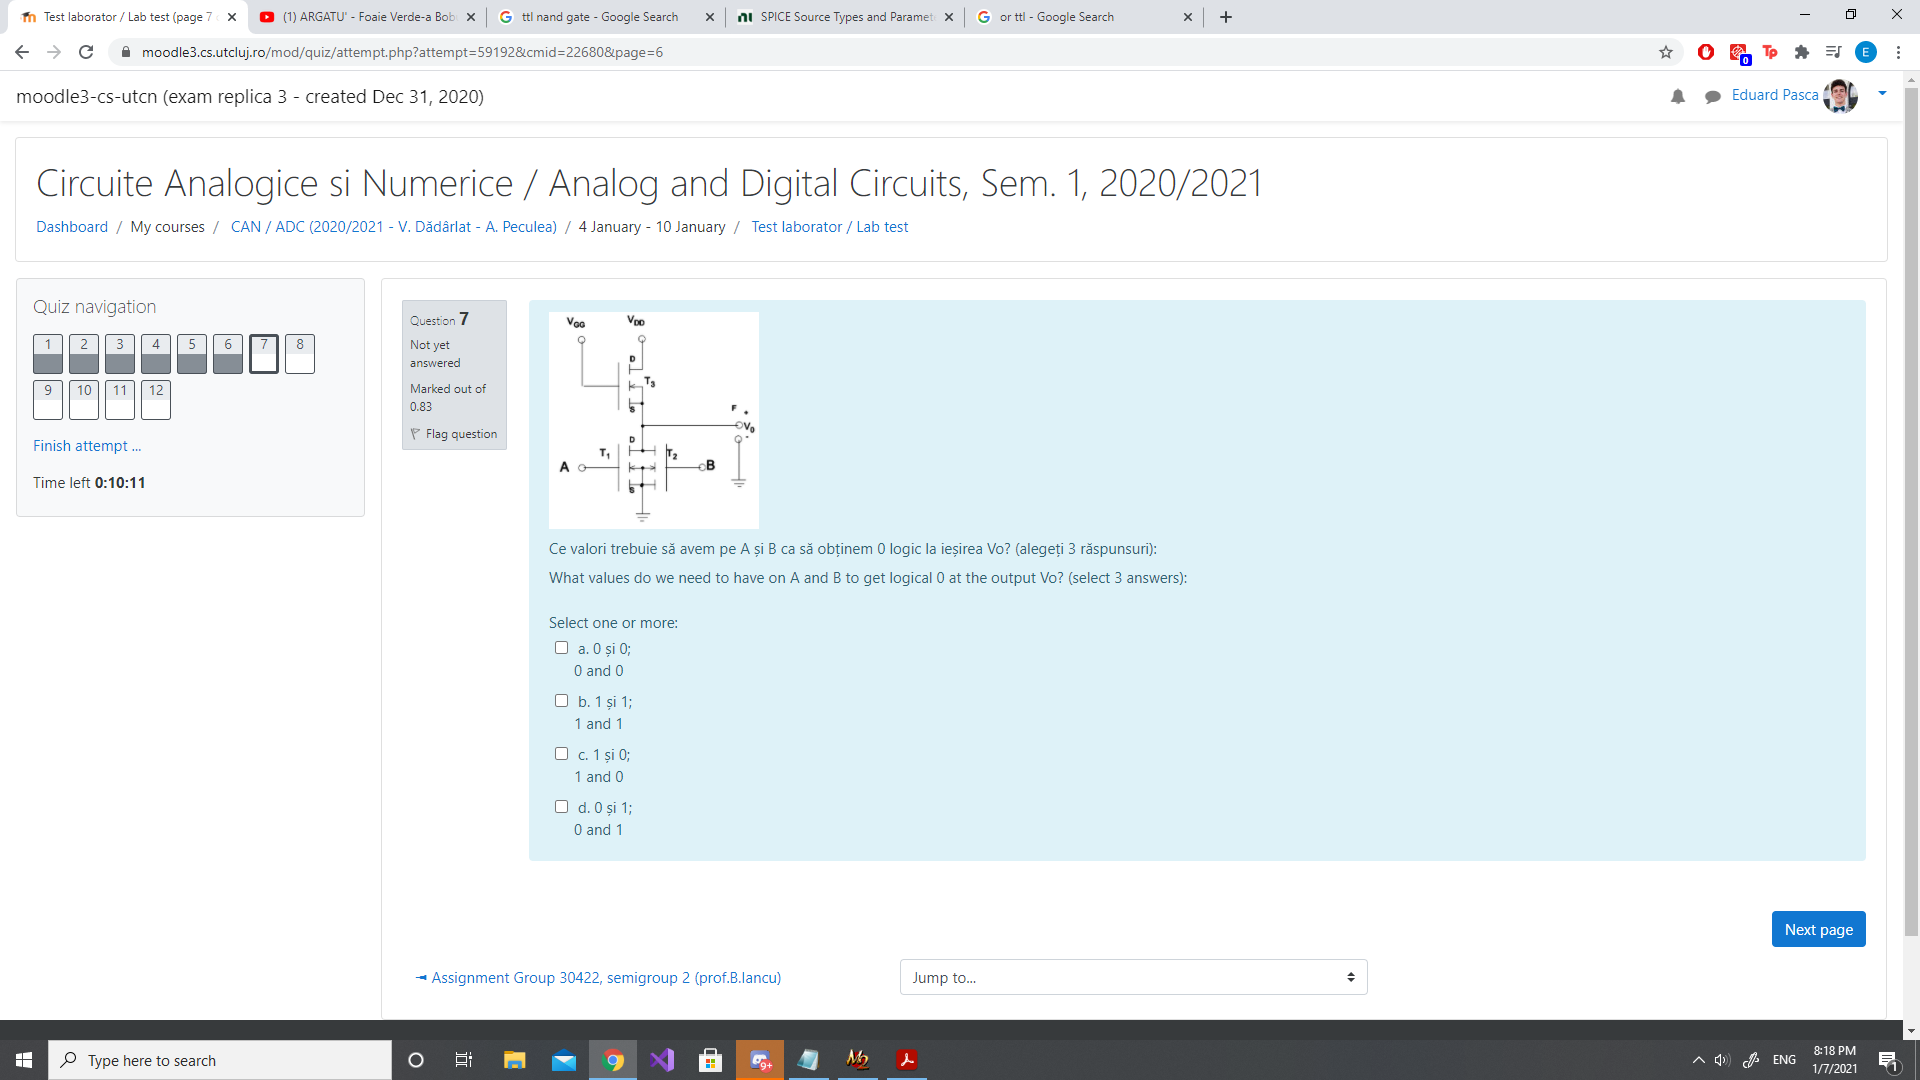 Test laborator / Lab test (page 7
(1) ARGATU' - Foaie Verde-a Bob
ttl nand gate - Google Search
SPICE Source Types and Paramet
or ttl - Google Search
moodle3.cs.utcluj.ro/mod/quiz/attempt.php?attempt=59192&cmid=22680&page=6
0
Tp
E
moodle3-cs-utcn (exam replica 3 - created Dec 31, 2020)
Eduard Pasca
Circuite Analogice si Numerice / Analog and Digital Circuits, Sem. 1, 2020/2021
Dashboard / My courses / CAN / ADC (2020/2021 - V. Dădârlat - A. Peculea) / 4 January - 10 January / Test laborator / Lab test
Quiz navigation
1 2 3 4 5 6 7 8
9 10 11 12
Finish attempt ...
Time left 0:10:11
Question 7
Not yet
answered
Marked out of
0.83
Flag question
VGG VDD
D
T3
S
F +
Vo
-
D
T1 T2
A B
S
Ce valori trebuie să avem pe A și B ca să obținem 0 logic la ieșirea Vo? (alegeți 3 răspunsuri):
What values do we need to have on A and B to get logical 0 at the output Vo? (select 3 answers):
Select one or more:
a. 0 și 0;
0 and 0
b. 1 și 1;
1 and 1
c. 1 și 0;
1 and 0
d. 0 și 1;
0 and 1
Next page
◄ Assignment Group 30422, semigroup 2 (prof.B.Iancu)
Jump to...
Type here to search
9+
ENG
8:18 PM
1/7/2021
1